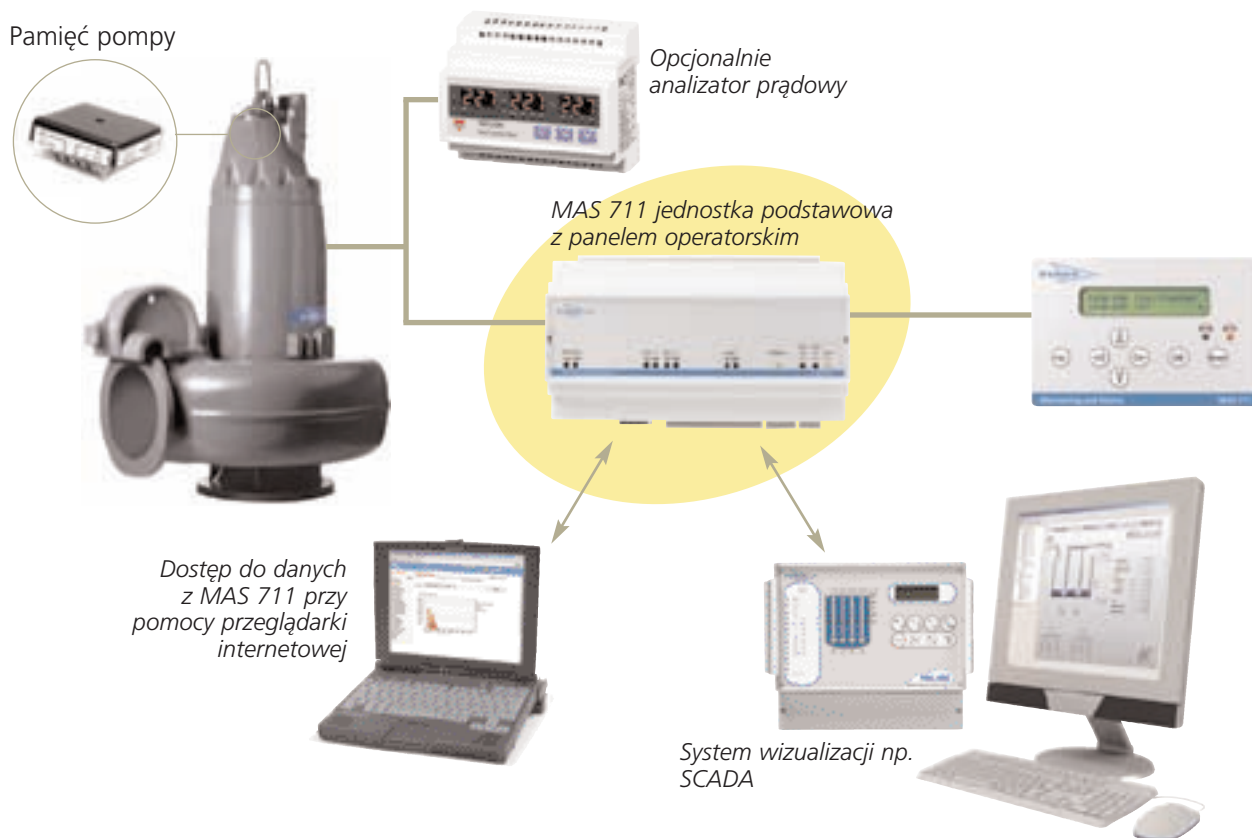 Pamięć pompy
Opcjonalnie
analizator prądowy
MAS 711 jednostka podstawowa
z panelem operatorskim
Dostęp do danych
z MAS 711 przy
pomocy przeglądarki
internetowej
System wizualizacji np.
SCADA